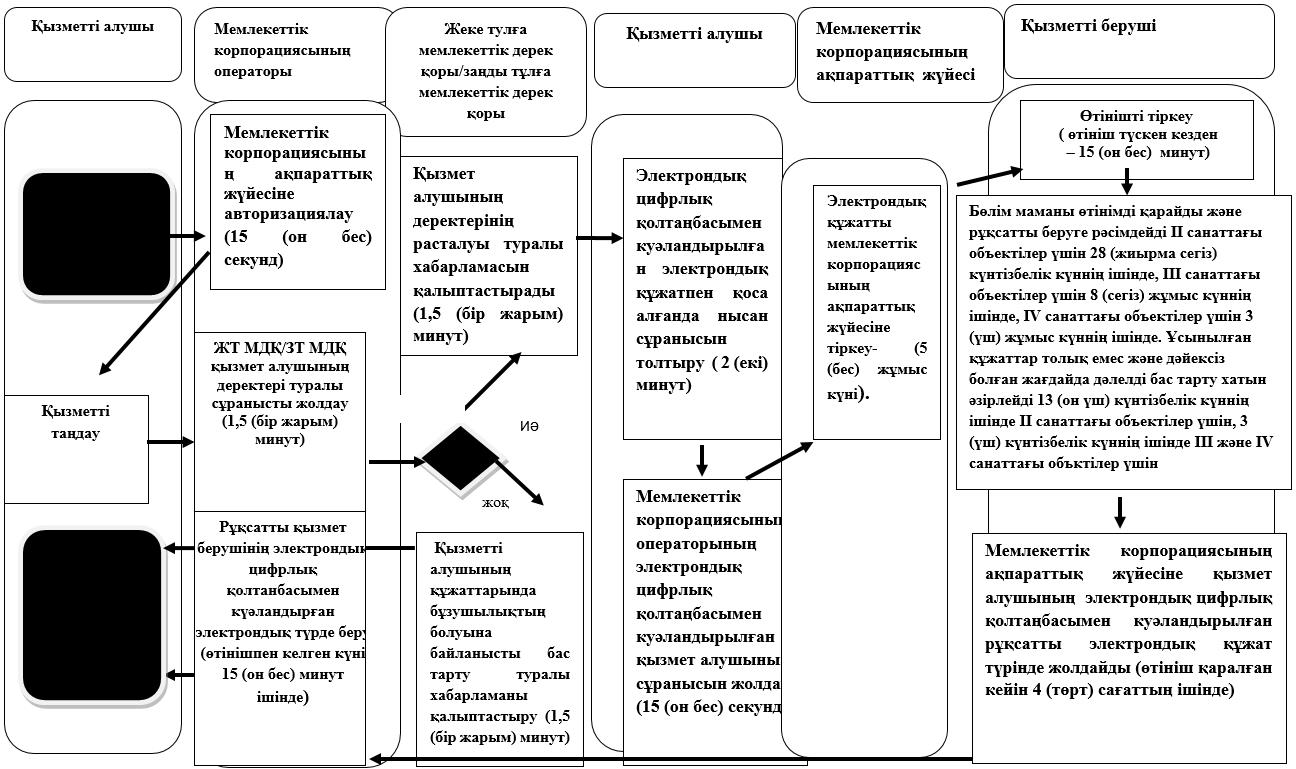 Қызметті алушы
Мемлекеттік
корпорациясының
операторы
Жеке тулға
мемлекеттік дерек
қоры/заңды тұлға
мемлекеттік дерек
қоры
Қызметті алушы
Мемлекеттік
корпорациясының
ақпараттық жүйесі
Қызметті беруші
Мемлекеттік
корпорациясыны
ң ақпараттық
жүйесіне
авторизациялау
(15 (он бес)
секунд)
Қызметті
таңдау
ЖТ МДҚ/ЗТ МДҚ
қызмет алушының
деректері туралы
сұранысты жолдау
(1,5 (бір жарым)
минут)
Рұқсатты қызмет
берушінің электрондық
цифрлық
қолтанбасымен
куәландырған
электрондық түрде беру
(өтінішпен келген күні
15 (он бес) минут
ішінде)
Қызмет
алушының
деректерінің
расталуы туралы
хабарламасын
қалыптастырады
(1,5 (бір жарым)
минут)
ИӘ
жоқ
Қызметті
алушының
құжаттарында
бұзушылықтың
болуына
байланысты бас
тарту туралы
хабарламаны
қалыптастыру (1,5
(бір жарым) минут)
Электрондық
цифрлық
қолтаңбасымен
куәландырылға
н электрондық
құжатпен қоса
алғанда нысан
сұранысын
толтыру ( 2 (екі)
минут)
Мемлекеттік
корпорациясының
операторының
электрондық
цифрлық
қолтаңбасымен
куәландырылған
қызмет алушыны
сұранысын жолда
(15 (он бес) секунд
Электрондық
құжатты
мемлекеттік
корпорацияс
ының
ақпараттық
жүйесіне
тіркеу- (5
(бес) жұмыс
күні).
Өтінішті тіркеу
( өтініш түскен кезден
– 15 (он бес) минут)
Бөлім маманы өтінімді қарайды және
рұқсатты беруге рәсімдейді II санаттағы
объектілер үшін 28 (жиырма сегіз)
күнтізбелік күннің ішінде, III санаттағы
объектілер үшін 8 (сегіз) жұмыс күннің
ішінде, IV санаттағы объектілер үшін 3
(үш) жұмыс күннің ішінде. Ұсынылған
құжаттар толық емес және дәйексіз
болған жағдайда дәлелді бас тарту хатын
әзірлейді 13 (он үш) күнтізбелік күннің
ішінде II санаттағы объектілер үшін, 3
(үш) күнтізбелік күннің ішінде III және IV
санаттағы объктілер үшін
Мемлекеттік корпорациясының
ақпараттық жүйесіне қызмет
алушының электрондық цифрлық
қолтаңбасымен куәландырылған
рұқсатты электрондық құжат
түрінде жолдайды (өтініш қаралған
кейін 4 (төрт) сағаттың ішінде)